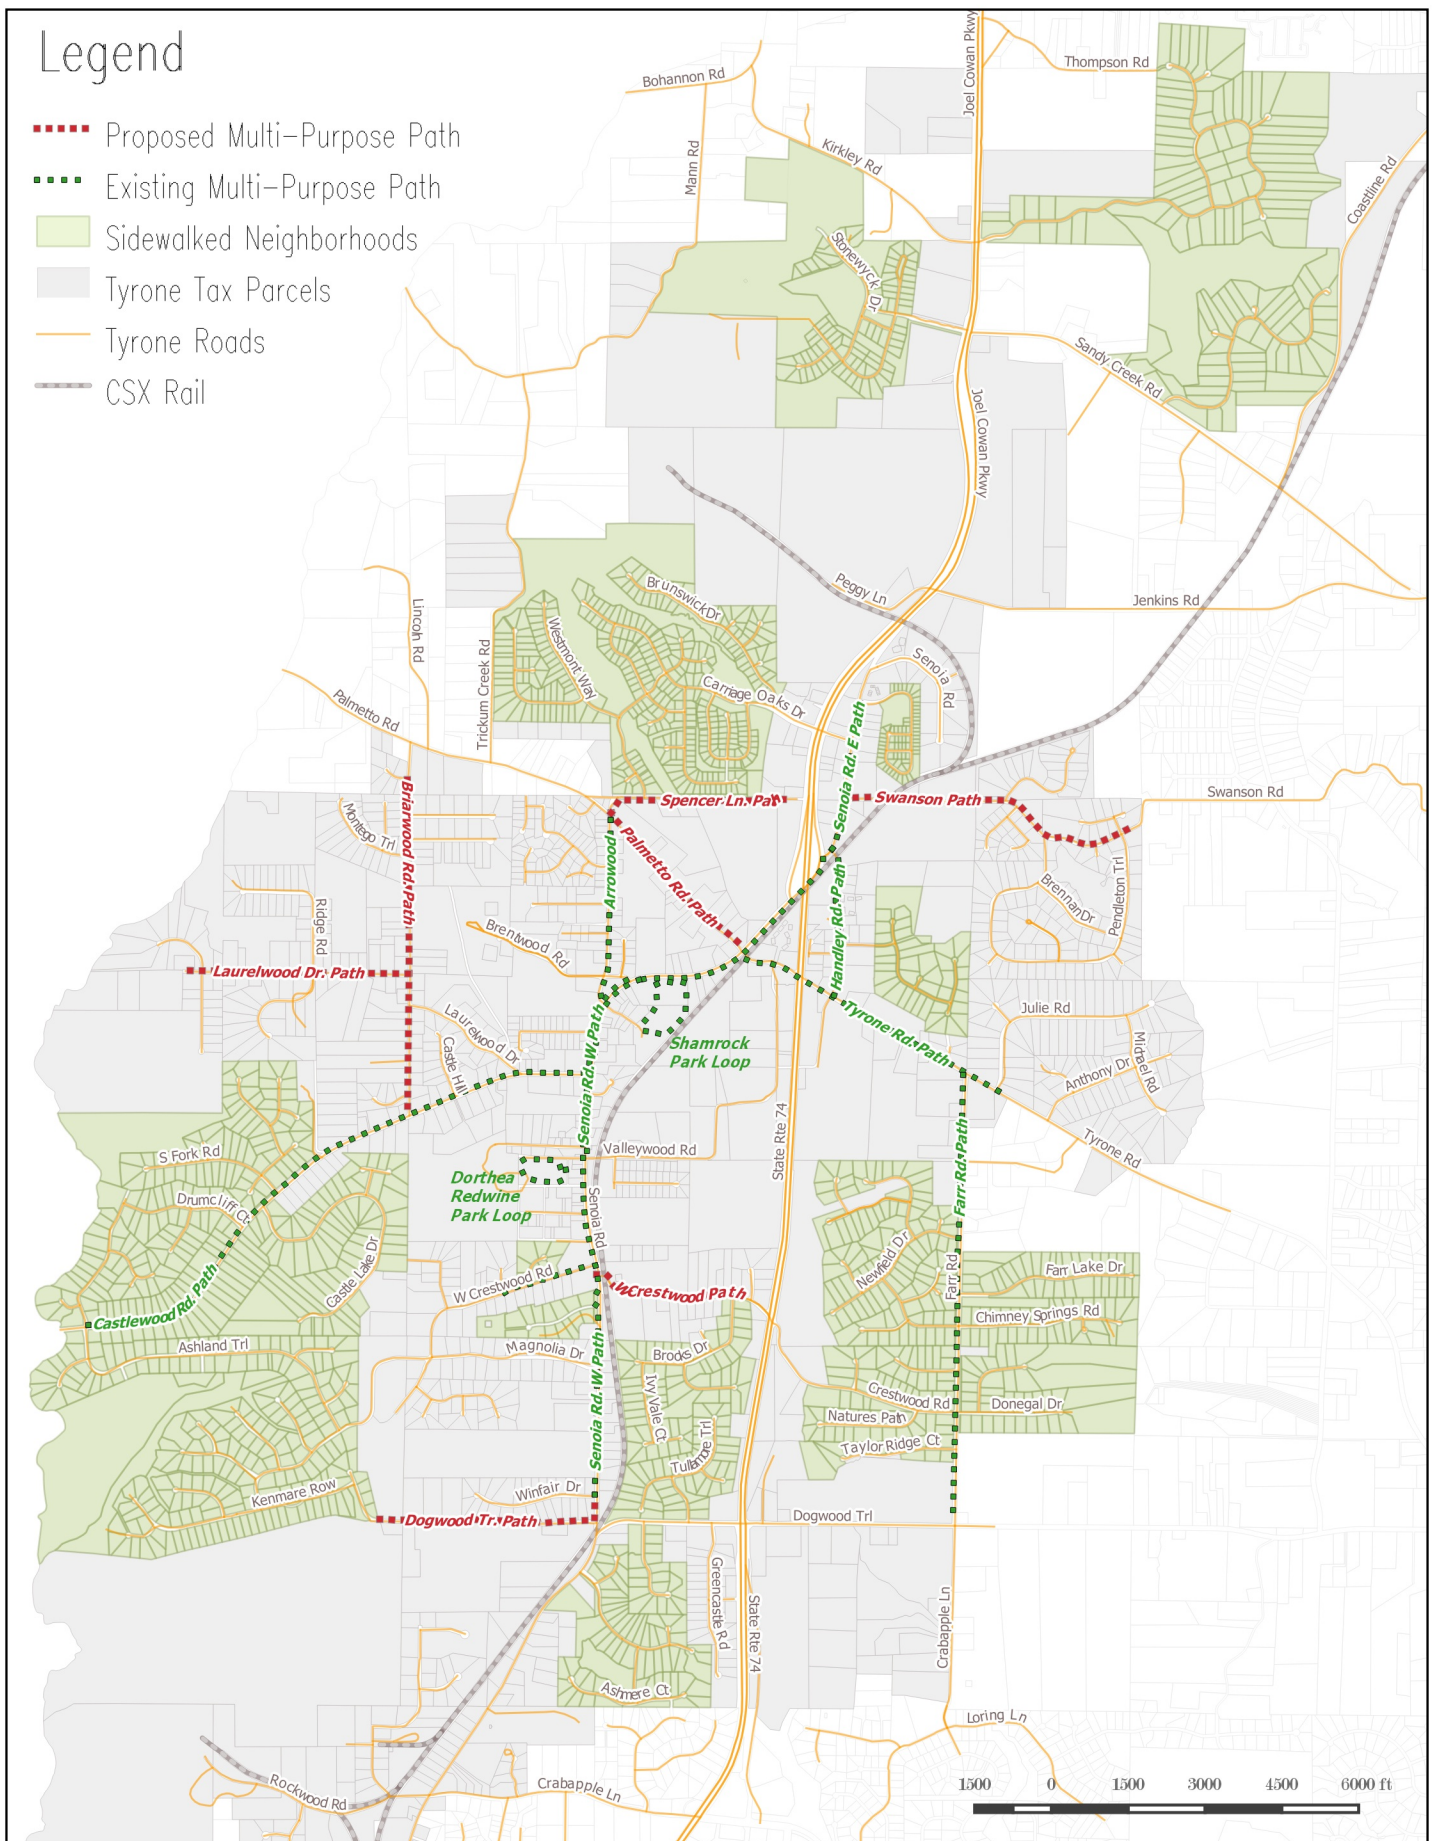 Legend
Proposed Multi-Purpose Path
Existing Multi-Purpose Path
Sidewalked Neighborhoods
Tyrone Tax Parcels
Tyrone Roads
CSX Rail
Joel Cowan Pkwy
Thompson Rd
Bohannon Rd
Mann Rd
Kirkley Rd
Coastline Rd
Stonewyck Dr
Sandy Creek Rd
Joel Cowan Pkwy
Peggy Ln
Jenkins Rd
Brunswick Dr
Lincoln Rd
Westmont Way
Trickum Creek Rd
Senoia Rd
Carriage Oaks Dr
Palmetto Rd
Senoia Rd. E Path
Briarwood Rd. Path
Spencer Ln. Path
Swanson Path
Swanson Rd
Montego Trl
Palmetto Rd. Path
Arrowood
Handley Rd. Path
Brennan Dr
Pendleton Trl
Ridge Rd
Brentwood Rd
Laurelwood Dr. Path
Tyrone Rd. Path
Julie Rd
Laurelwood Dr
Castle Hill
Senoia Rd. W Path
Shamrock
Park Loop
Michael Rd
Anthony Dr
State Rte 74
Farr Rd. Path
Tyrone Rd
S Fork Rd
Valleywood Rd
Dorthea
Redwine
Park Loop
Drumcliff Ct
Senoia Rd
Castle Lake Dr
Newfield Dr
Farr Rd
Farr Lake Dr
W Crestwood Rd
W Crestwood Path
Castlewood Rd. Path
Chimney Springs Rd
Ashland Trl
Magnolia Dr
Brooks Dr
Senoia Rd. W Path
Ivy Vale Ct
Crestwood Rd
Donegal Dr
Natures Path
Tullamore Trl
Taylor Ridge Ct
Kenmare Row
Winfair Dr
Dogwood Tr. Path
Dogwood Trl
Greencastle Rd
State Rte 74
Crabapple Ln
Ashmere Ct
Loring Ln
Rockwood Rd
Crabapple Ln
1500 0 1500 3000 4500 6000 ft